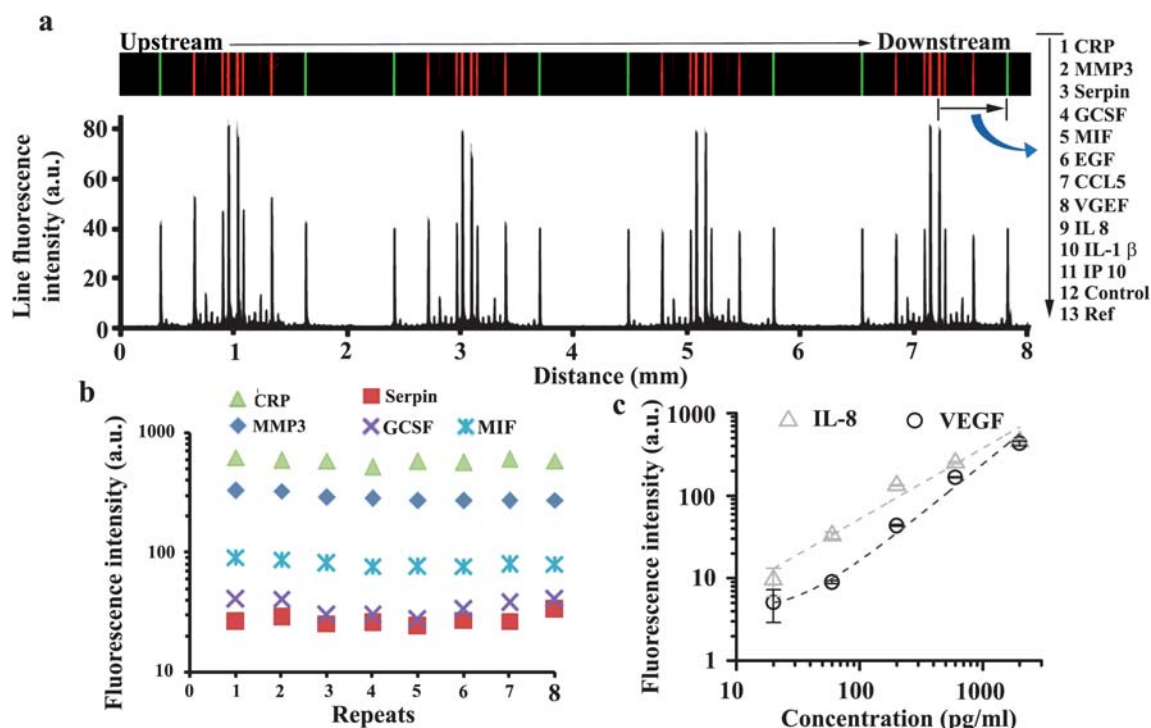 a
Upstream
Downstream
1 CRP
2 MMP3
3 Serpin
4 GCSF
5 MIF
6 EGF
7 CCL5
8 VGEF
9 IL 8
10 IL-1 β
11 IP 10
12 Control
13 Ref
Line fluorescence
intensity (a.u.)
80
60
40
20
0
0 1 2 3 4 5 6 7 8
Distance (mm)
b
CRP
Serpin
MMP3
GCSF
MIF
Fluorescence intensity (a.u.)
1000
100
10
0 1 2 3 4 5 6 7 8
Repeats
c
IL-8
VEGF
Fluorescence intensity (a.u.)
1000
100
10
1
10 100 1000
Concentration (pg/ml)